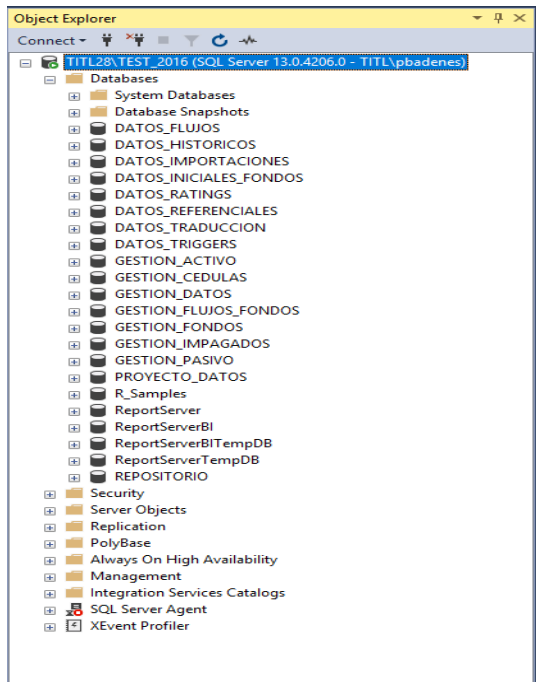 Object Explorer
Connect
TITL28\TEST_2016 (SQL Server 13.0.4206.0 - TITL\pbadenes)
Databases
System Databases
Database Snapshots
DATOS_FLUJOS
DATOS_HISTORICOS
DATOS_IMPORTACIONES
DATOS_INICIALES_FONDOS
DATOS_RATINGS
DATOS_REFERENCIALES
DATOS_TRADUCCION
DATOS_TRIGGERS
GESTION_ACTIVO
GESTION_CEDULAS
GESTION_DATOS
GESTION_FLUJOS_FONDOS
GESTION_FONDOS
GESTION_IMPAGADOS
GESTION_PASIVO
PROYECTO_DATOS
R_Samples
ReportServer
ReportServerBI
ReportServerBITempDB
ReportServerTempDB
REPOSITORIO
Security
Server Objects
Replication
PolyBase
Always On High Availability
Management
Integration Services Catalogs
SQL Server Agent
XEvent Profiler